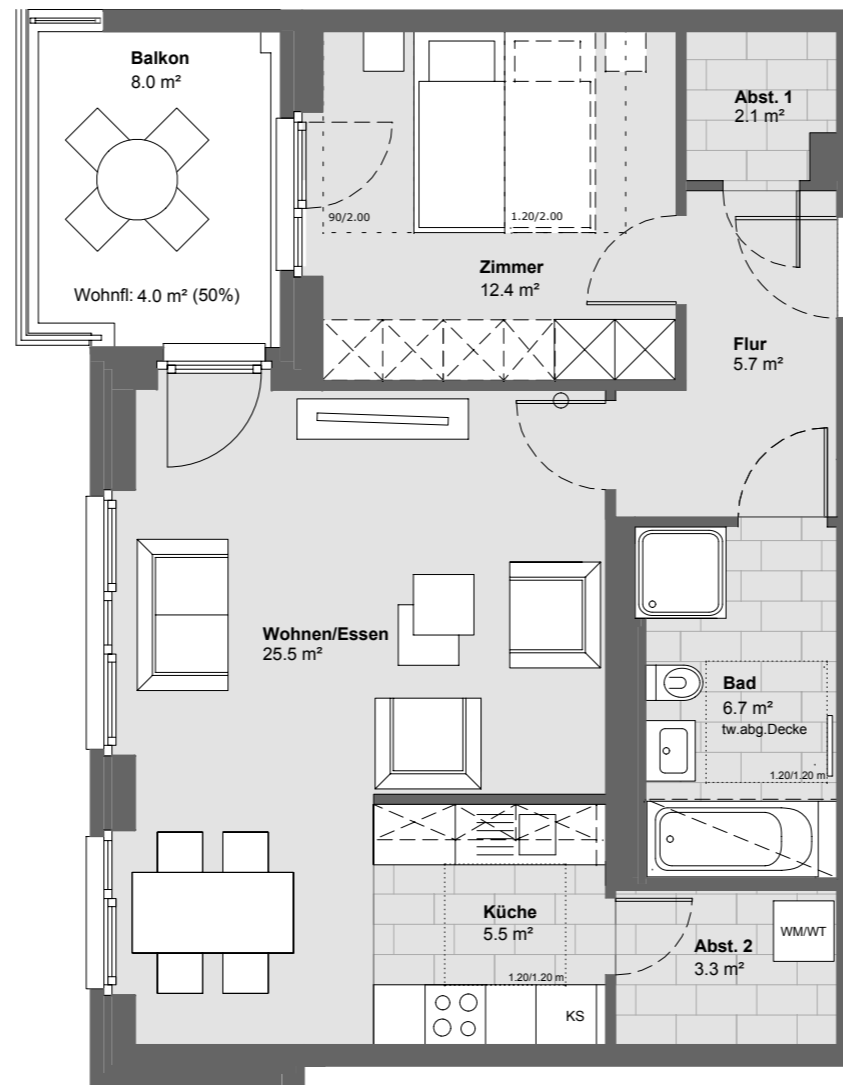 Balkon
8.0 m²
Wohnfl: 4.0 m² (50%)
90/2.00
1.20/2.00
Zimmer
12.4 m²
Abst. 1
2.1 m²
Flur
5.7 m²
Wohnen/Essen
25.5 m²
Bad
6.7 m²
tw.abg.Decke
1.20/1.20 m
Küche
5.5 m²
1.20/1.20 m
KS
Abst. 2
3.3 m²
WM/WT